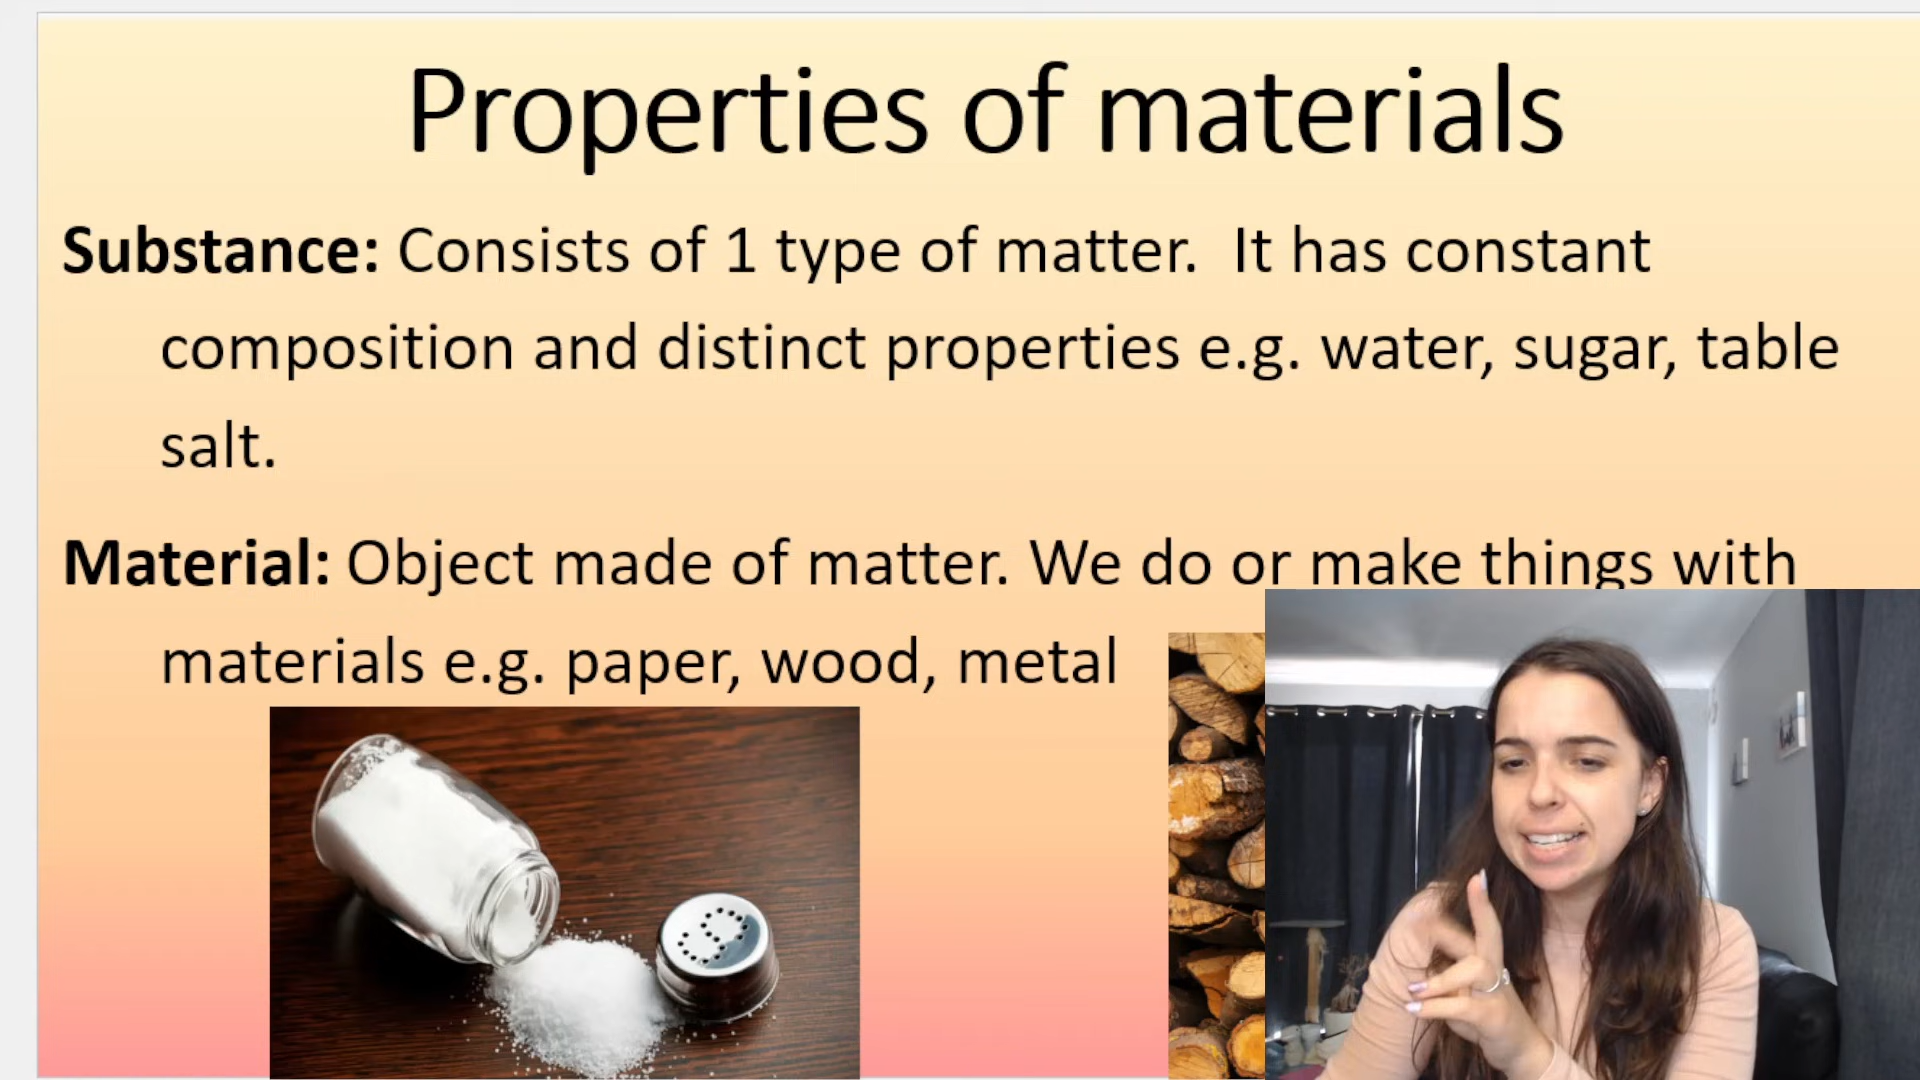 Properties of materials
Substance: Consists of 1 type of matter. It has constant
composition and distinct properties e.g. water, sugar, table
salt.
Material: Object made of matter. We do or make things with
materials e.g. paper, wood, metal